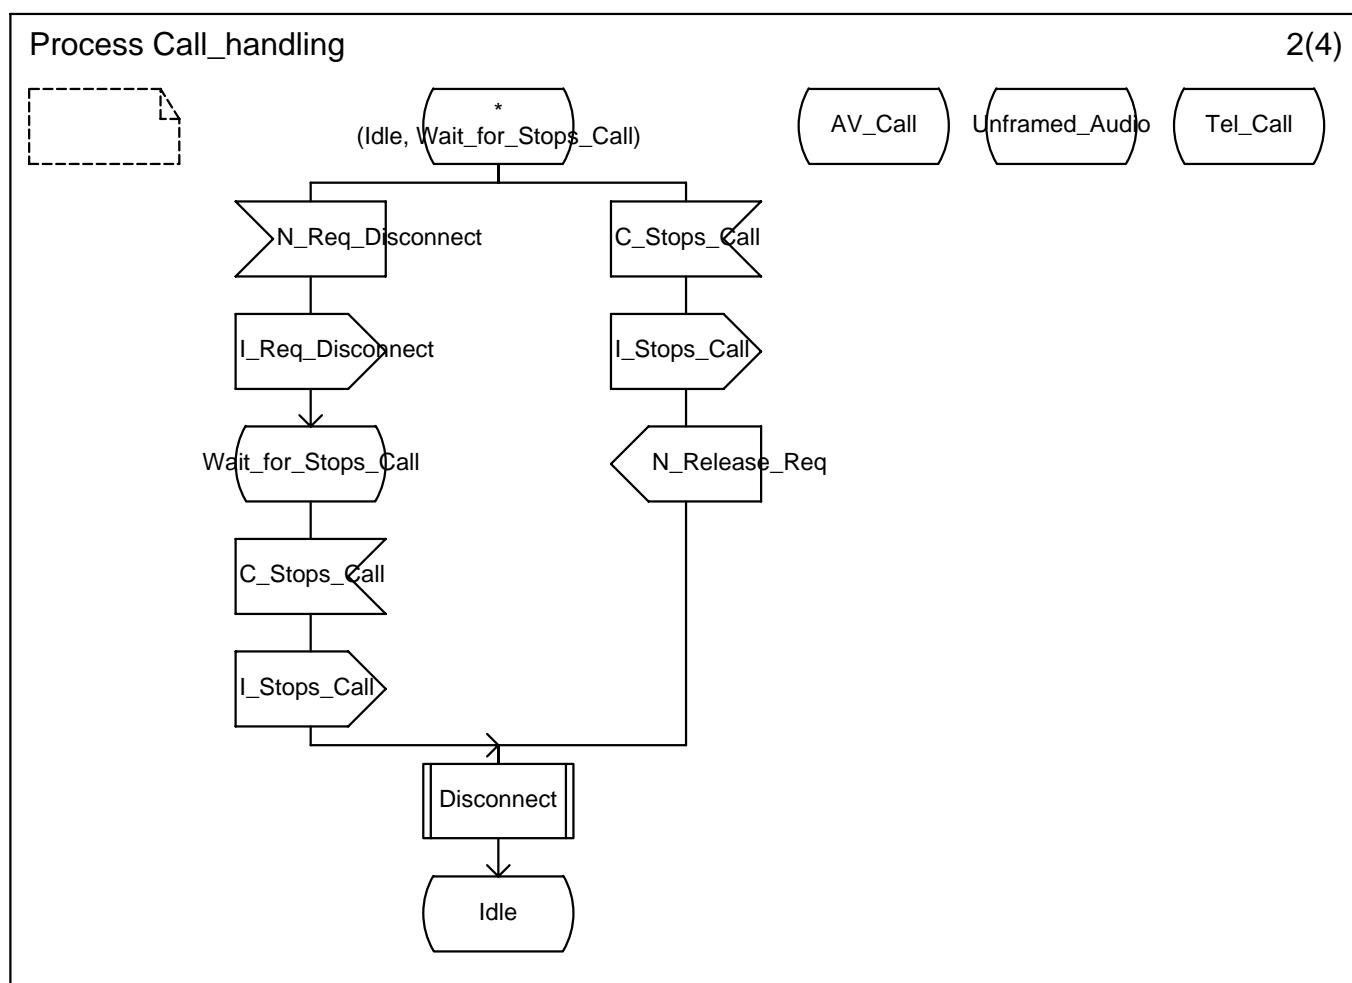 Process Call_handling
2(4)
*
(Idle, Wait_for_Stops_Call)
AV_Call
Unframed_Audio
Tel_Call
N_Req_Disconnect
C_Stops_Call
I_Req_Disconnect
I_Stops_Call
Wait_for_Stops_Call
N_Release_Req
C_Stops_Call
I_Stops_Call
Disconnect
Idle